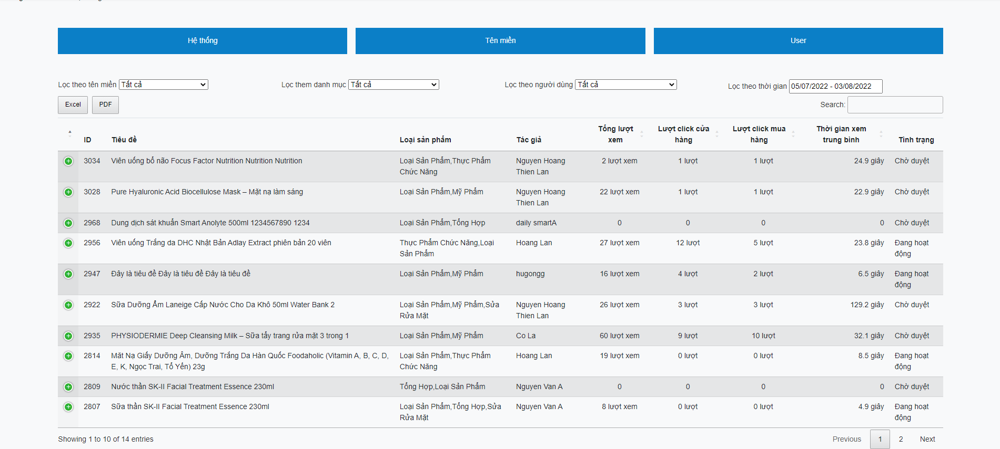 Hệ thống
Tên miền
User
Lọc theo tên miền Tất cả
Lọc them danh mục Tất cả
Lọc theo người dùng Tất cả
Lọc theo thời gian 05/07/2022 - 03/08/2022
Excel PDF Search:
ID Tiêu đề Loại sản phẩm Tác giả Tổng lượt xem Lượt click cửa hàng Lượt click mua hàng Thời gian xem trung bình Tình trạng
3034 Viên uống bổ não Focus Factor Nutrition Nutrition Nutrition Loại Sản Phẩm,Thực Phẩm Chức Năng Nguyen Hoang Thien Lan 2 lượt xem 1 lượt 1 lượt 24.9 giây Chờ duyệt
3028 Pure Hyaluronic Acid Biocellulose Mask – Mặt nạ làm sáng Loại Sản Phẩm,Mỹ Phẩm Nguyen Hoang Thien Lan 22 lượt xem 1 lượt 1 lượt 22.9 giây Chờ duyệt
2968 Dung dịch sát khuẩn Smart Anolyte 500ml 1234567890 1234 Loại Sản Phẩm,Tổng Hợp daily smartA 0 0 0 0 Chờ duyệt
2956 Viên uống Trắng da DHC Nhật Bản Adlay Extract phiên bản 20 viên Thực Phẩm Chức Năng,Loại Sản Phẩm Hoang Lan 27 lượt xem 12 lượt 5 lượt 23.8 giây Đang hoạt động
2947 Đây là tiêu đề Đây là tiêu đề Đây là tiêu đề Loại Sản Phẩm,Mỹ Phẩm hugongg 16 lượt xem 4 lượt 2 lượt 6.5 giây Đang hoạt động
2922 Sữa Dưỡng Ẩm Laneige Cấp Nước Cho Da Khô 50ml Water Bank 2 Loại Sản Phẩm,Mỹ Phẩm,Sửa Rửa Mặt Nguyen Hoang Thien Lan 26 lượt xem 3 lượt 3 lượt 129.2 giây Chờ duyệt
2935 PHYSIODERMIE Deep Cleansing Milk – Sữa tẩy trang rửa mặt 3 trong 1 Loại Sản Phẩm,Mỹ Phẩm Co La 60 lượt xem 9 lượt 10 lượt 32.1 giây Chờ duyệt
2814 Măt Nạ Giấy Dưỡng Âm, Dưỡng Trắng Da Hàn Quốc Foodaholic (Vitamin A, B, C, D, E, K, Ngọc Trai, Tổ Yến) 23g Loại Sản Phẩm,Thực Phẩm Chức Năng Hoang Lan 19 lượt xem 0 lượt 0 lượt 8.5 giây Đang hoạt động
2809 Nước thần SK-II Facial Treatment Essence 230ml Tổng Hợp,Loại Sản Phẩm Nguyen Van A 0 0 0 0 Chờ duyệt
2807 Sữa thần SK-II Facial Treatment Essence 230ml Loại Sản Phẩm,Tổng Hợp,Sửa Rửa Mặt Nguyen Van A 8 lượt xem 0 lượt 0 lượt 4.9 giây Đang hoạt động
Showing 1 to 10 of 14 entries Previous 1 2 Next